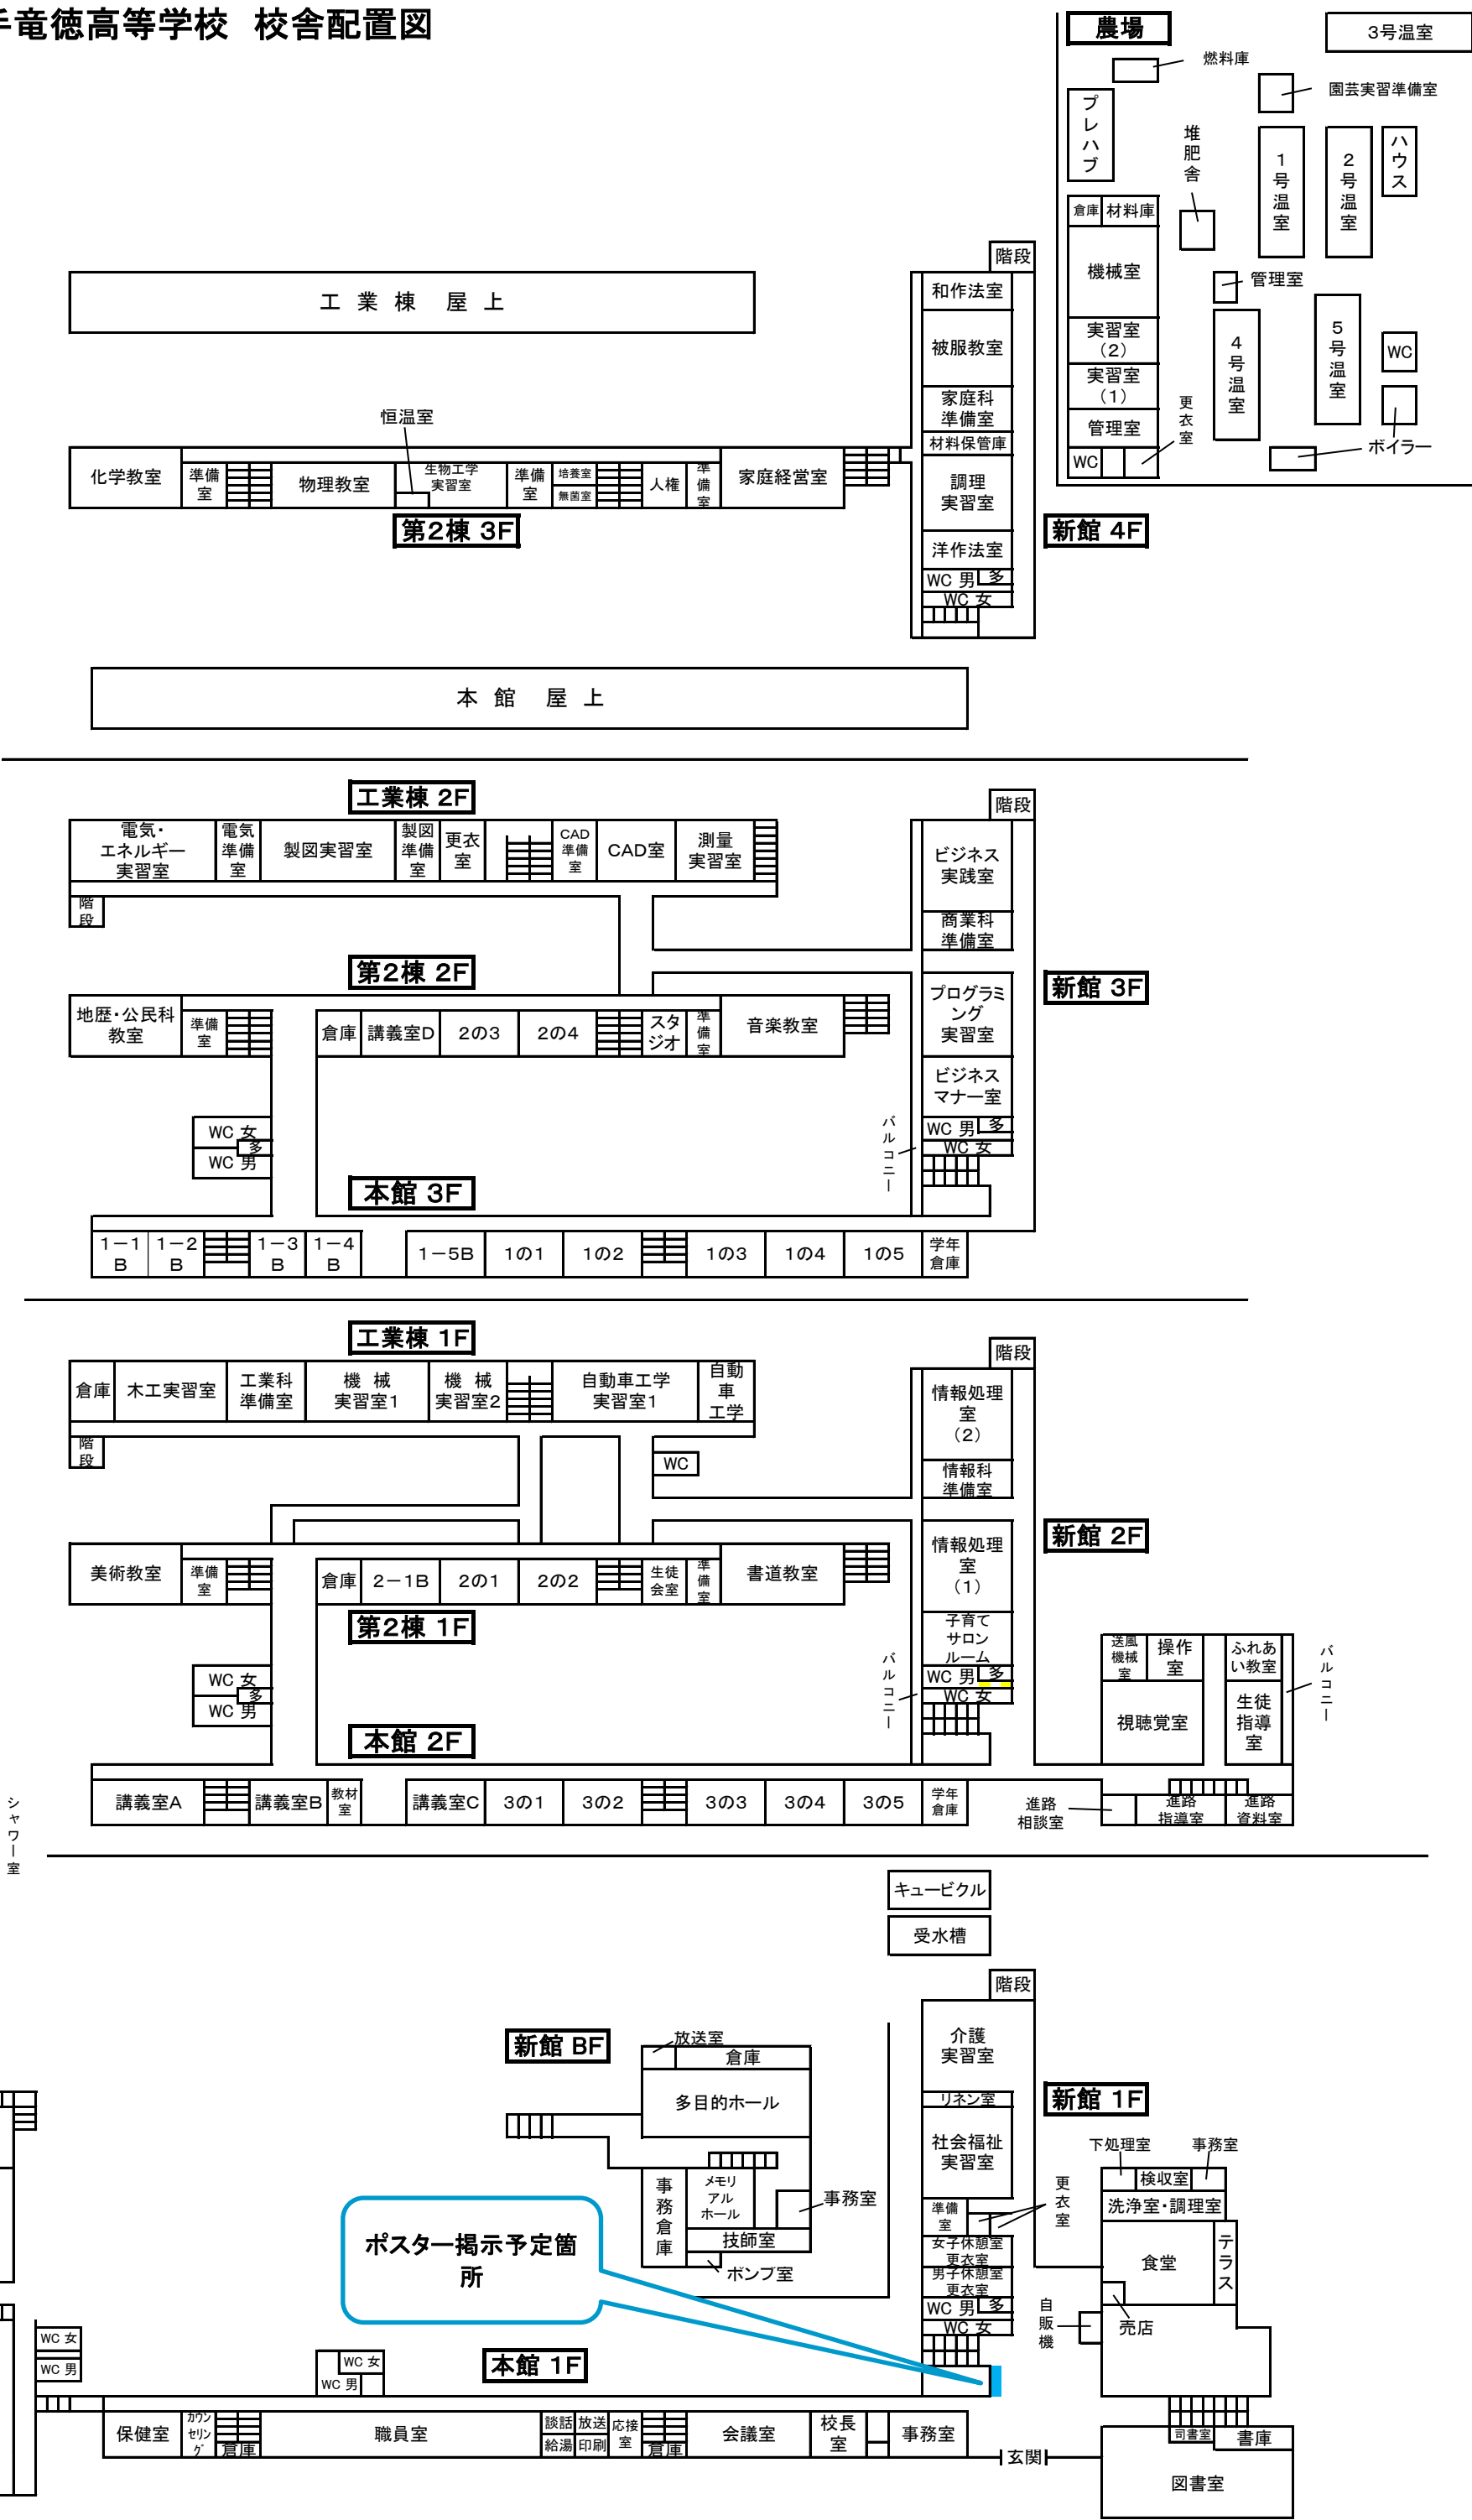 竜徳高等学校 校舎配置図
農場
3号温室
燃料庫
園芸実習準備室
プレハブ
堆肥舎
1号温室
2号温室
ハウス
倉庫
材料庫
機械室
管理室
実習室
(2)
実習室
(1)
管理室
4号温室
5号温室
WC
更衣室
WC
ボイラー
階段
工 業 棟 屋 上
和作法室
被服教室
家庭科
準備室
材料保管庫
調理
実習室
洋作法室
WC 男
多
WC 女
新館 4F
恒温室
化学教室
準備
室
物理教室
生物工学
実習室
準備
室
培養室
無菌室
人権
準備室
家庭経営室
第2棟 3F
本 館 屋 上
工業棟 2F
電気・
エネルギー
実習室
電気
準備
室
製図実習室
製図
準備
室
更衣
室
CAD
準備
室
CAD室
測量
実習室
階段
階段
ビジネス
実践室
商業科
準備室
プログラミ
ング
実習室
ビジネス
マナー室
WC 男
多
WC 女
バルコニー
新館 3F
第2棟 2F
地歴・公民科
教室
準備
室
倉庫
講義室D
2の3
2の4
スタ
ジオ
準備室
音楽教室
WC 女
多
WC 男
本館 3F
1-1
B
1-2
B
1-3
B
1-4
B
1-5B
1の1
1の2
1の3
1の4
1の5
学年
倉庫
工業棟 1F
倉庫
木工実習室
工業科
準備室
機 械
実習室1
機 械
実習室2
自動車工学
実習室1
自動
車
工学
階段
WC
階段
情報処理
室
(2)
情報科
準備室
情報処理
室
(1)
子育て
サロン
ルーム
WC 男
多
WC 女
バルコニー
新館 2F
美術教室
準備
室
倉庫
2-1B
2の1
2の2
生徒
会室
準備室
書道教室
第2棟 1F
WC 女
多
WC 男
本館 2F
送風
機械
室
操作
室
ふれあ
い教室
視聴覚室
生徒
指導
室
バルコニー
講義室A
講義室B
教材
室
講義室C
3の1
3の2
3の3
3の4
3の5
学年
倉庫
進路
相談室
進路
指導室
進路
資料室
シャワー室
キュービクル
受水槽
階段
新館 BF
放送室
倉庫
多目的ホール
事務倉庫
メモリ
アル
ホール
事務室
技師室
ポンプ室
介護
実習室
リネン室
社会福祉
実習室
準備
室
更衣室
女子休憩室
更衣室
男子休憩室
更衣室
WC 男
多
WC 女
新館 1F
下処理室
事務室
検収室
洗浄室・調理室
食堂
テラス
自販機
売店
ポスター掲示予定箇
所
WC 女
WC 男
WC 女
WC 男
本館 1F
保健室
カウン
セリン
グ
倉庫
職員室
談話
放送
給湯
印刷
応接
室
倉庫
会議室
校長
室
事務室
玄関
司書室
書庫
図書室